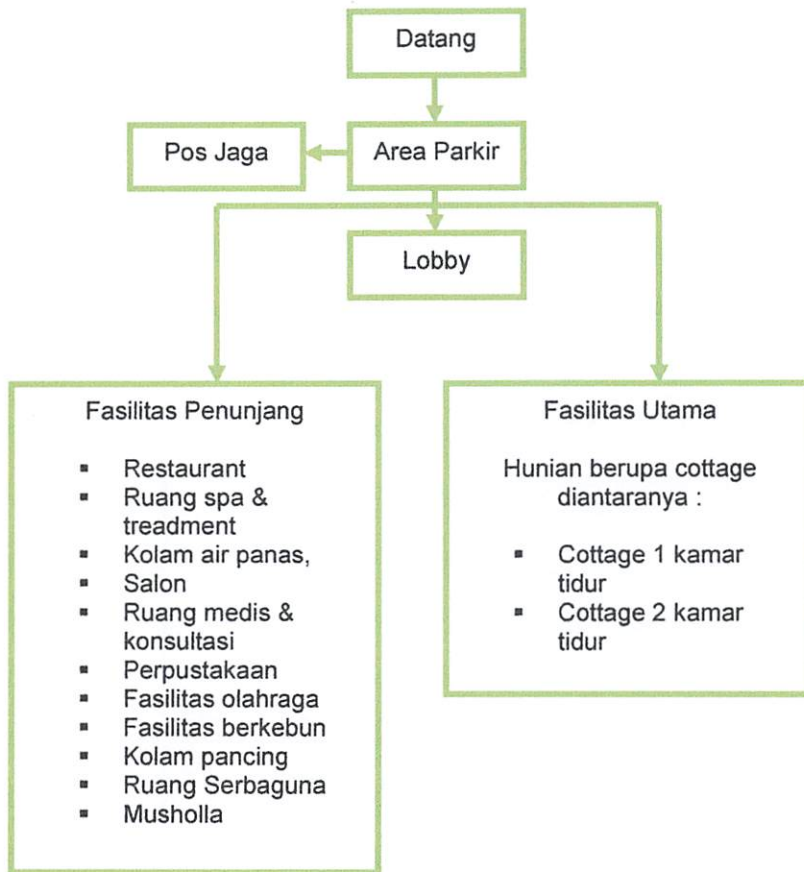 Datang
Pos Jaga
Area Parkir
Lobby
Fasilitas Penunjang
▪ Restaurant
▪ Ruang spa &
treadment
▪ Kolam air panas,
▪ Salon
▪ Ruang medis &
konsultasi
▪ Perpustakaan
▪ Fasilitas olahraga
▪ Fasilitas berkebun
▪ Kolam pancing
▪ Ruang Serbaguna
▪ Musholla
Fasilitas Utama
Hunian berupa cottage
diantaranya :
▪ Cottage 1 kamar
tidur
▪ Cottage 2 kamar
tidur